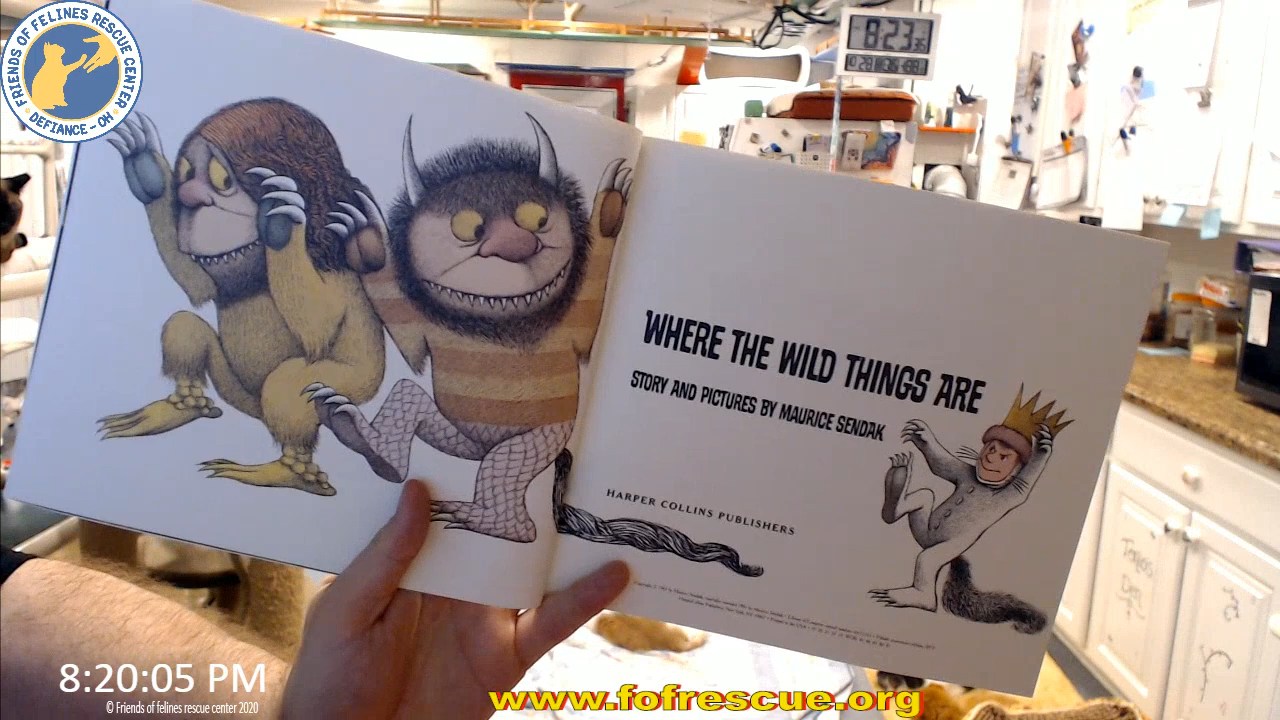 FRIENDS OF FELINES RESCUE CENTER
DEFIANCE - OH
8:23 35
WHERE THE WILD THINGS ARE
STORY AND PICTURES BY MAURICE SENDAK
HARPER COLLINS PUBLISHERS
8:20:05 PM
© Friends of felines rescue center 2020
www.fofrescue.org